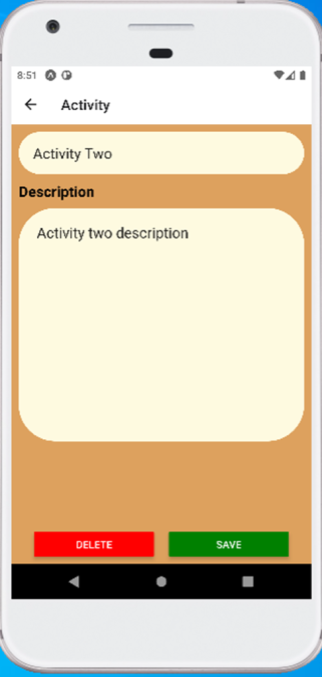 8:51
Activity
Activity Two
Description
Activity two description
DELETE
SAVE